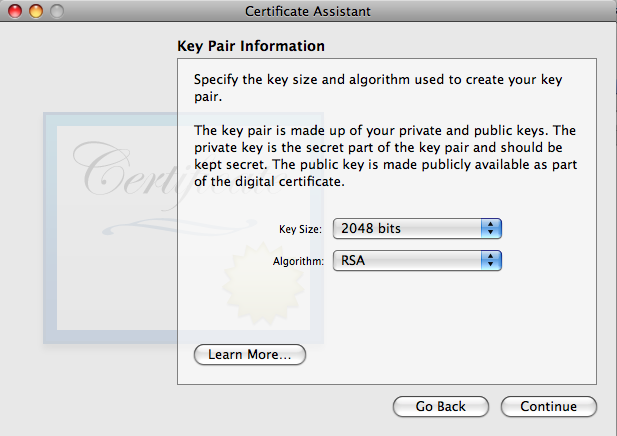 Certificate Assistant
Key Pair Information
Specify the key size and algorithm used to create your key
pair.
The key pair is made up of your private and public keys. The
private key is the secret part of the key pair and should be
kept secret. The public key is made publicly available as part
of the digital certificate.
Certificate
Key Size: 2048 bits
Algorithm: RSA
Learn More...
Go Back Continue